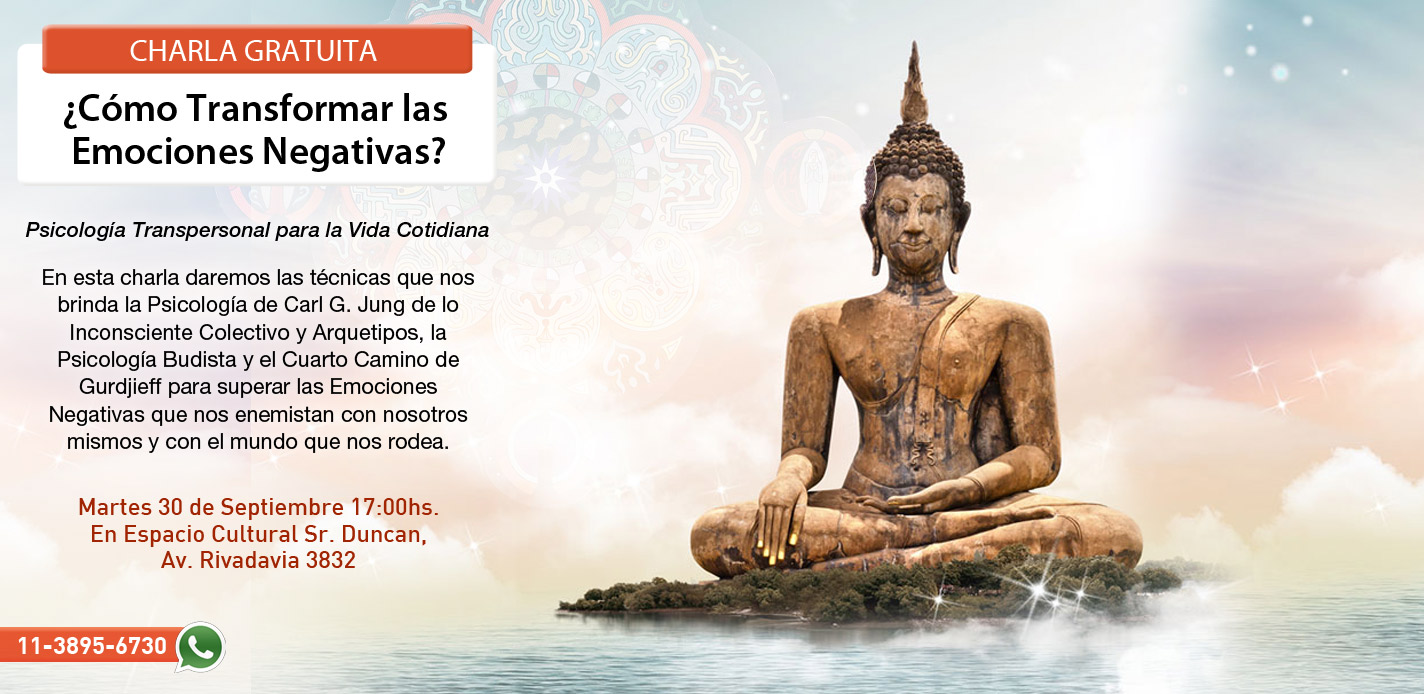 CHARLA GRATUITA
¿Cómo Transformar las
Emociones Negativas?
Psicología Transpersonal para la Vida Cotidiana
En esta charla daremos las técnicas que nos
brinda la Psicología de Carl G. Jung de lo
Inconsciente Colectivo y Arquetipos, la
Psicología Budista y el Cuarto Camino de
Gurdjieff para superar las Emociones
Negativas que nos enemistan con nosotros
mismos y con el mundo que nos rodea.
Martes 30 de Septiembre 17:00hs.
En Espacio Cultural Sr. Duncan,
Av. Rivadavia 3832
11-3895-6730